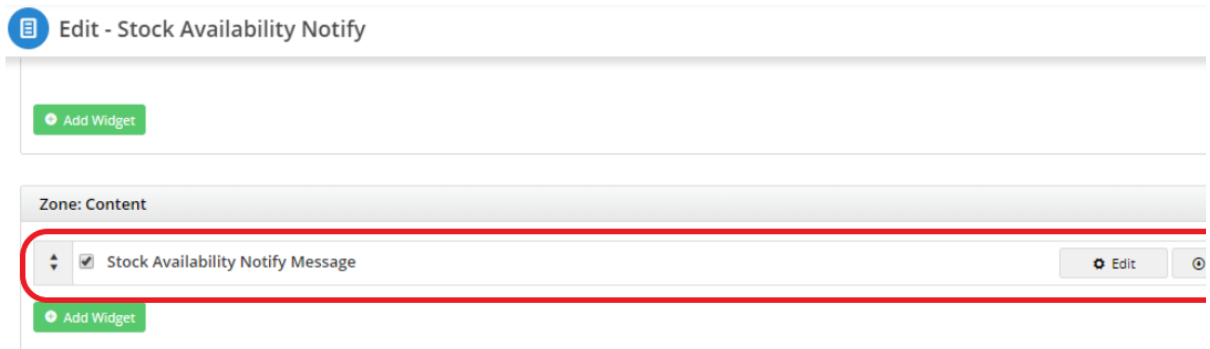 Edit - Stock Availability Notify
Add Widget
Zone: Content
Stock Availability Notify Message
Edit
Add Widget